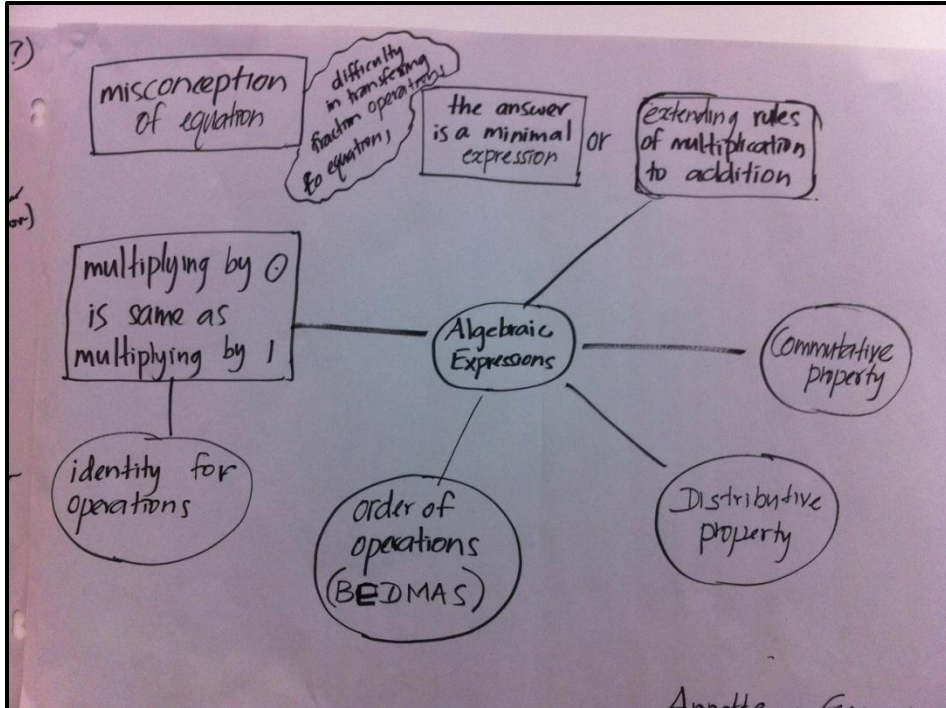 ?)
misconception
of equation
difficulty
in transferring
fraction operations
to equations
the answer
is a minimal
expression
or
extending rules
of multiplication
to addition
multiplying by 0
is same as
multiplying by 1
Algebraic
Expressions
Commutative
property
identity for
operations
order of
operations
(BEDMAS)
Distributive
property
Annette